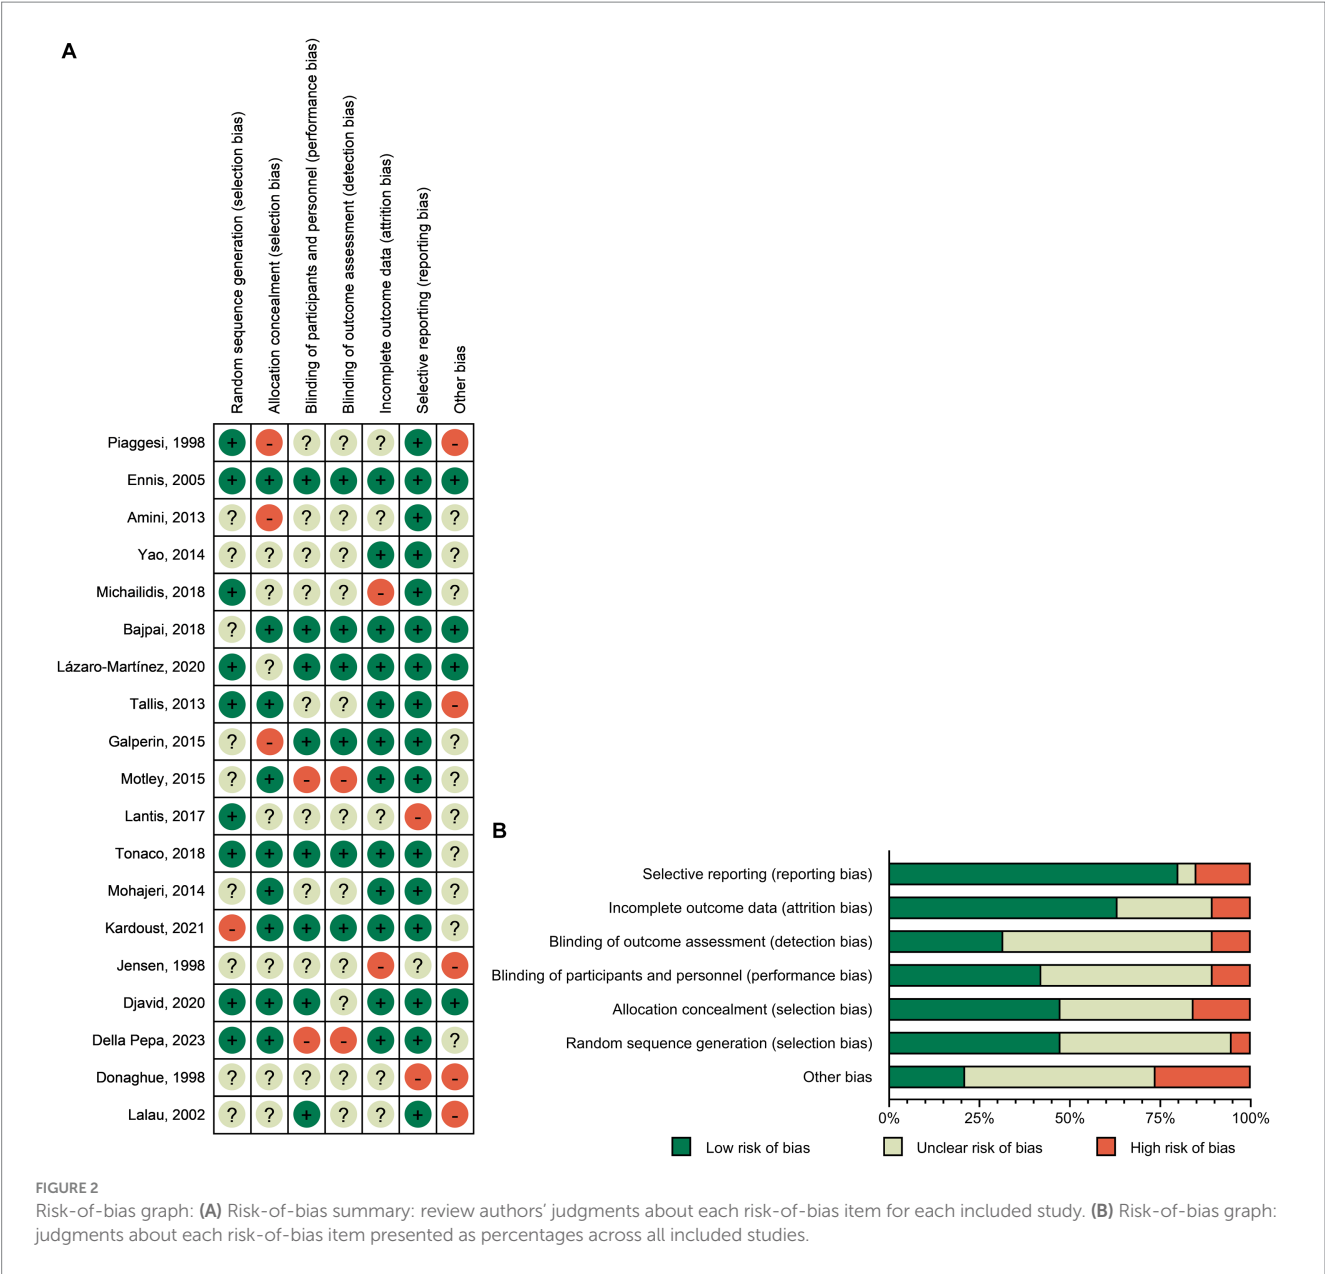 A
Random sequence generation (selection bias)
Allocation concealment (selection bias)
Blinding of participants and personnel (performance bias)
Blinding of outcome assessment (detection bias)
Incomplete outcome data (attrition bias)
Selective reporting (reporting bias)
Other bias
Piaggesi, 1998 + - ? ? ? + -
Ennis, 2005 + + + + + + +
Amini, 2013 ? - ? ? ? + ?
Yao, 2014 ? ? ? ? + + ?
Michailidis, 2018 + ? ? ? - + ?
Bajpai, 2018 ? + + + + + +
Lázaro-Martínez, 2020 + ? + + + + +
Tallis, 2013 + + ? ? + + -
Galperin, 2015 ? - + + + + ?
Motley, 2015 ? + - - + + ?
Lantis, 2017 + ? ? ? ? - ?
Tonaco, 2018 + + + + + + ?
Mohajeri, 2014 ? + ? ? + + ?
Kardoust, 2021 - + + + + + ?
Jensen, 1998 ? ? ? ? - ? -
Djavid, 2020 + + + ? + + +
Della Pepa, 2023 + + - - + + ?
Donaghue, 1998 ? ? ? ? ? - -
Lalau, 2002 ? ? + ? ? + -
B
Selective reporting (reporting bias)
Incomplete outcome data (attrition bias)
Blinding of outcome assessment (detection bias)
Blinding of participants and personnel (performance bias)
Allocation concealment (selection bias)
Random sequence generation (selection bias)
Other bias
0% 25% 50% 75% 100%
Low risk of bias Unclear risk of bias High risk of bias
FIGURE 2
Risk-of-bias graph: (A) Risk-of-bias summary: review authors’ judgments about each risk-of-bias item for each included study. (B) Risk-of-bias graph:
judgments about each risk-of-bias item presented as percentages across all included studies.